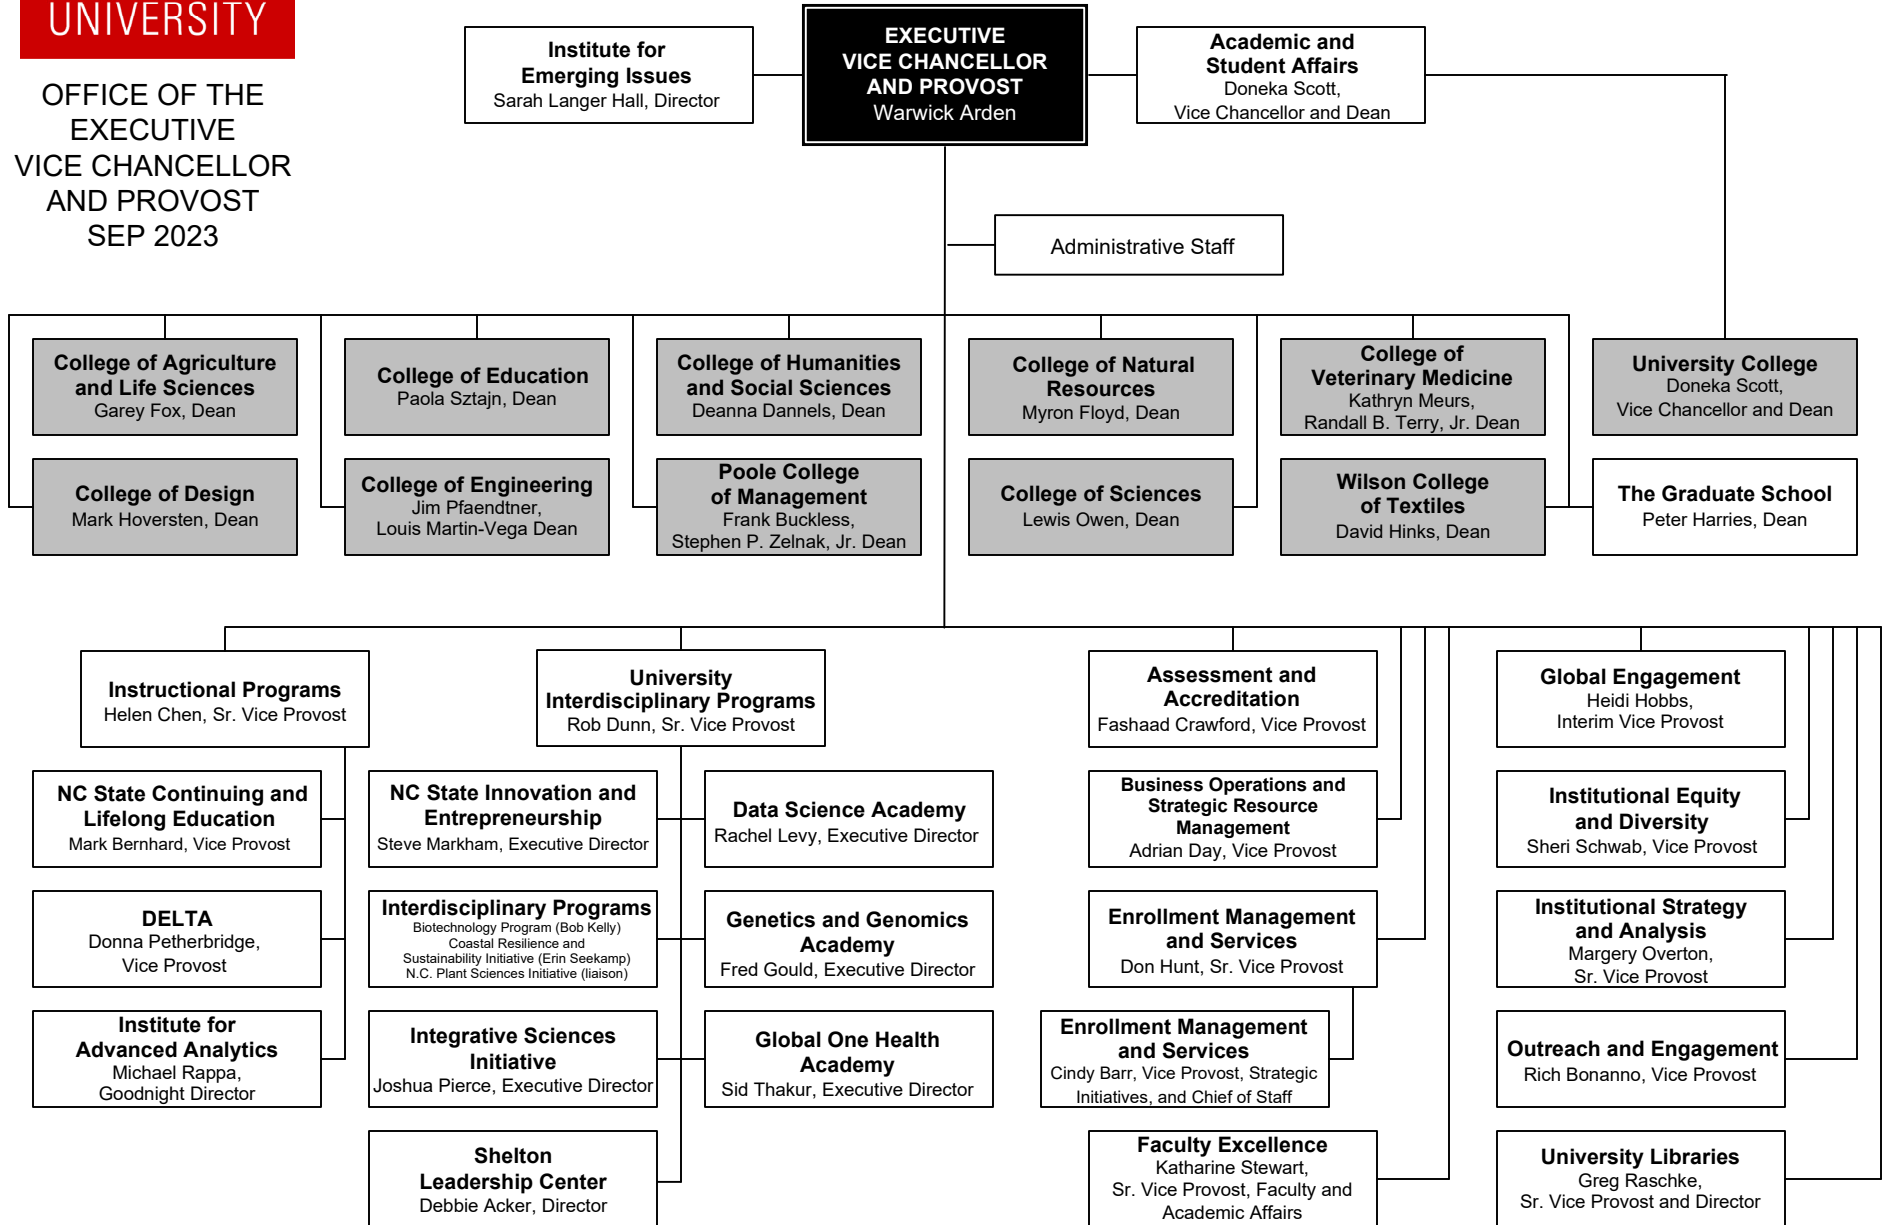 UNIVERSITY
OFFICE OF THE
EXECUTIVE
VICE CHANCELLOR
AND PROVOST
SEP 2023
Institute for
Emerging Issues
Sarah Langer Hall, Director
EXECUTIVE
VICE CHANCELLOR
AND PROVOST
Warwick Arden
Academic and
Student Affairs
Doneka Scott,
Vice Chancellor and Dean
Administrative Staff
College of Agriculture
and Life Sciences
Garey Fox, Dean
College of Education
Paola Sztajn, Dean
College of Humanities
and Social Sciences
Deanna Dannels, Dean
College of Natural
Resources
Myron Floyd, Dean
College of
Veterinary Medicine
Kathryn Meurs,
Randall B. Terry, Jr. Dean
University College
Doneka Scott,
Vice Chancellor and Dean
College of Design
Mark Hoversten, Dean
College of Engineering
Jim Pfaendtner,
Louis Martin-Vega Dean
Poole College
of Management
Frank Buckless,
Stephen P. Zelnak, Jr. Dean
College of Sciences
Lewis Owen, Dean
Wilson College
of Textiles
David Hinks, Dean
The Graduate School
Peter Harries, Dean
Instructional Programs
Helen Chen, Sr. Vice Provost
University
Interdisciplinary Programs
Rob Dunn, Sr. Vice Provost
Assessment and
Accreditation
Fashaad Crawford, Vice Provost
Global Engagement
Heidi Hobbs,
Interim Vice Provost
NC State Continuing and
Lifelong Education
Mark Bernhard, Vice Provost
NC State Innovation and
Entrepreneurship
Steve Markham, Executive Director
Data Science Academy
Rachel Levy, Executive Director
Business Operations and
Strategic Resource
Management
Adrian Day, Vice Provost
Institutional Equity
and Diversity
Sheri Schwab, Vice Provost
DELTA
Donna Petherbridge,
Vice Provost
Interdisciplinary Programs
Biotechnology Program (Bob Kelly)
Coastal Resilience and
Sustainability Initiative (Erin Seekamp)
N.C. Plant Sciences Initiative (liaison)
Genetics and Genomics
Academy
Fred Gould, Executive Director
Enrollment Management
and Services
Don Hunt, Sr. Vice Provost
Institutional Strategy
and Analysis
Margery Overton,
Sr. Vice Provost
Institute for
Advanced Analytics
Michael Rappa,
Goodnight Director
Integrative Sciences
Initiative
Joshua Pierce, Executive Director
Global One Health
Academy
Sid Thakur, Executive Director
Enrollment Management
and Services
Cindy Barr, Vice Provost, Strategic
Initiatives, and Chief of Staff
Outreach and Engagement
Rich Bonanno, Vice Provost
Shelton
Leadership Center
Debbie Acker, Director
Faculty Excellence
Katharine Stewart,
Sr. Vice Provost, Faculty and
Academic Affairs
University Libraries
Greg Raschke,
Sr. Vice Provost and Director